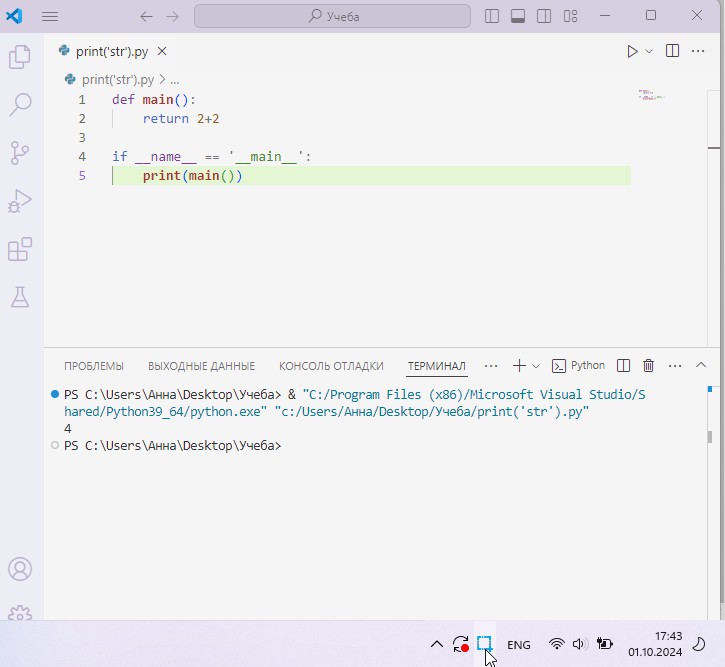 Учеба
print('str').py
print('str').py > ...
1 def main():
2 return 2+2
3
4 if __name__ == '__main__':
5 print(main())
ПРОБЛЕМЫ ВЫХОДНЫЕ ДАННЫЕ КОНСОЛЬ ОТЛАДКИ ТЕРМИНАЛ ... Python ...
PS C:\Users\Анна\Desktop\Учеба> & "C:/Program Files (x86)/Microsoft Visual Studio/S
hared/Python39_64/python.exe" "c:/Users/Анна/Desktop/Учеба/print('str').py"
4
PS C:\Users\Анна\Desktop\Учеба>
ENG
17:43
01.10.2024